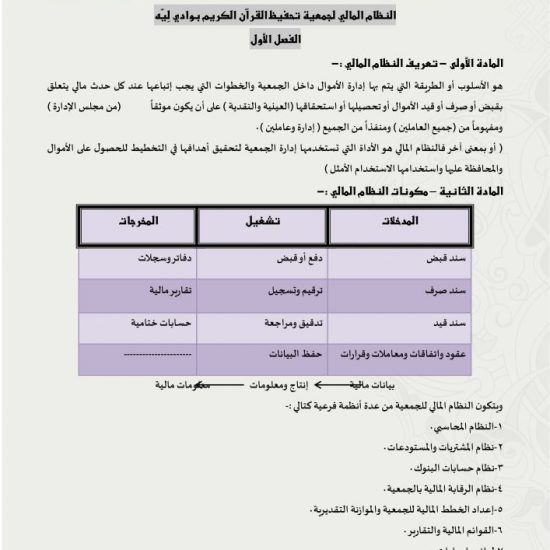 النظام المالي لجمعية تحفيظ القرآن الكريم بوادي لِيّه
الفصل الأول
المادة الأولى – تعريف النظام المالي :–
هو الأسلوب أو الطريقة التي يتم بها إدارة الأموال داخل الجمعية والخطوات التي يجب إتباعها عند كل حدث مالي يتعلق
بقبض أو صرف أو قيد الأموال أو تحصيلها أو استحقاقها (العينية والنقدية ) على أن يكون موثقاً (من مجلس الإدارة )
ومفهوماً من (جميع العاملين ) ومنفذاً من الجميع ( إدارة وعاملين ) .
( أو بمعنى أخر فالنظام المالي هو الأداة التي تستخدمها إدارة الجمعية لتحقيق أهدافها في التخطيط للحصول على الأموال
والمحافظة عليها واستخدامها الاستخدام الأمثل )
المادة الثانية – مكونات النظام المالي :–
المدخلات تشغيل المخرجات
سند قبض دفع أو قبض دفاتر وسجلات
سند صرف ترقيم وتسجيل تقارير مالية
سند قيد تدقيق ومراجعة حسابات ختامية
عقود واتفاقات ومعاملات وقرارات حفظ البيانات ---------------------
بيانات مالية إنتاج ومعلومات معلومات مالية
ويتكون النظام المالي للجمعية من عدة أنظمة فرعية كتالي :-
١-النظام المحاسبي .
٢-نظام المشتريات والمستودعات .
٣-نظام حسابات البنوك .
٤-نظام الرقابة المالية بالجمعية .
٥-إعداد الخطط المالية للجمعية والموازنة التقديرية .
٦-القوائم المالية والتقارير .